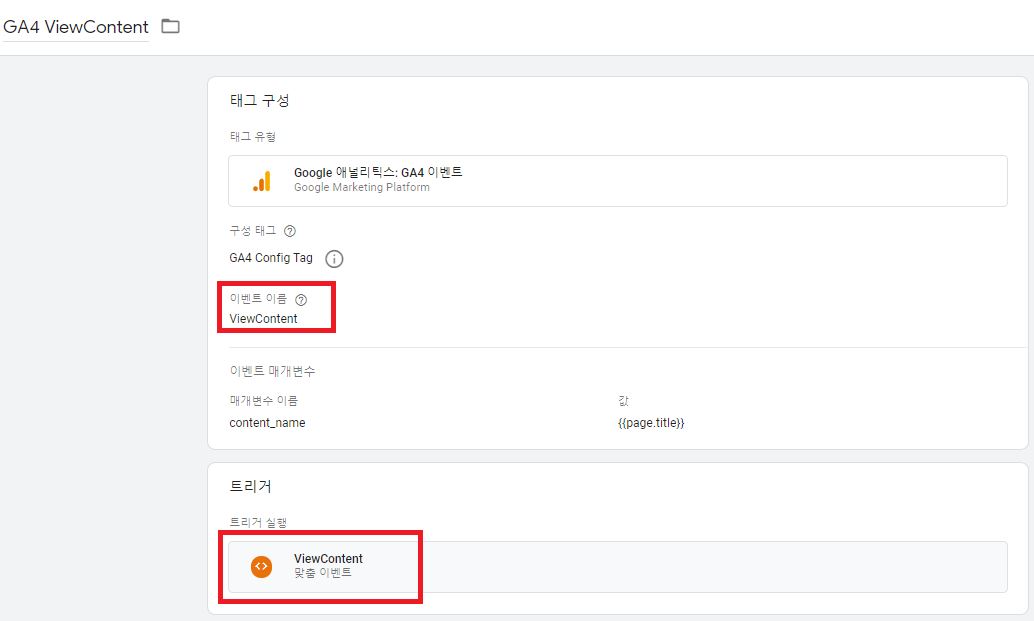 GA4 ViewContent
태그 구성
태그 유형
Google 애널리틱스: GA4 이벤트
Google Marketing Platform
구성 태그
GA4 Config Tag
이벤트 이름
ViewContent
이벤트 매개변수
매개변수 이름 값
content_name {{page.title}}
트리거
트리거 실행
ViewContent
맞춤 이벤트